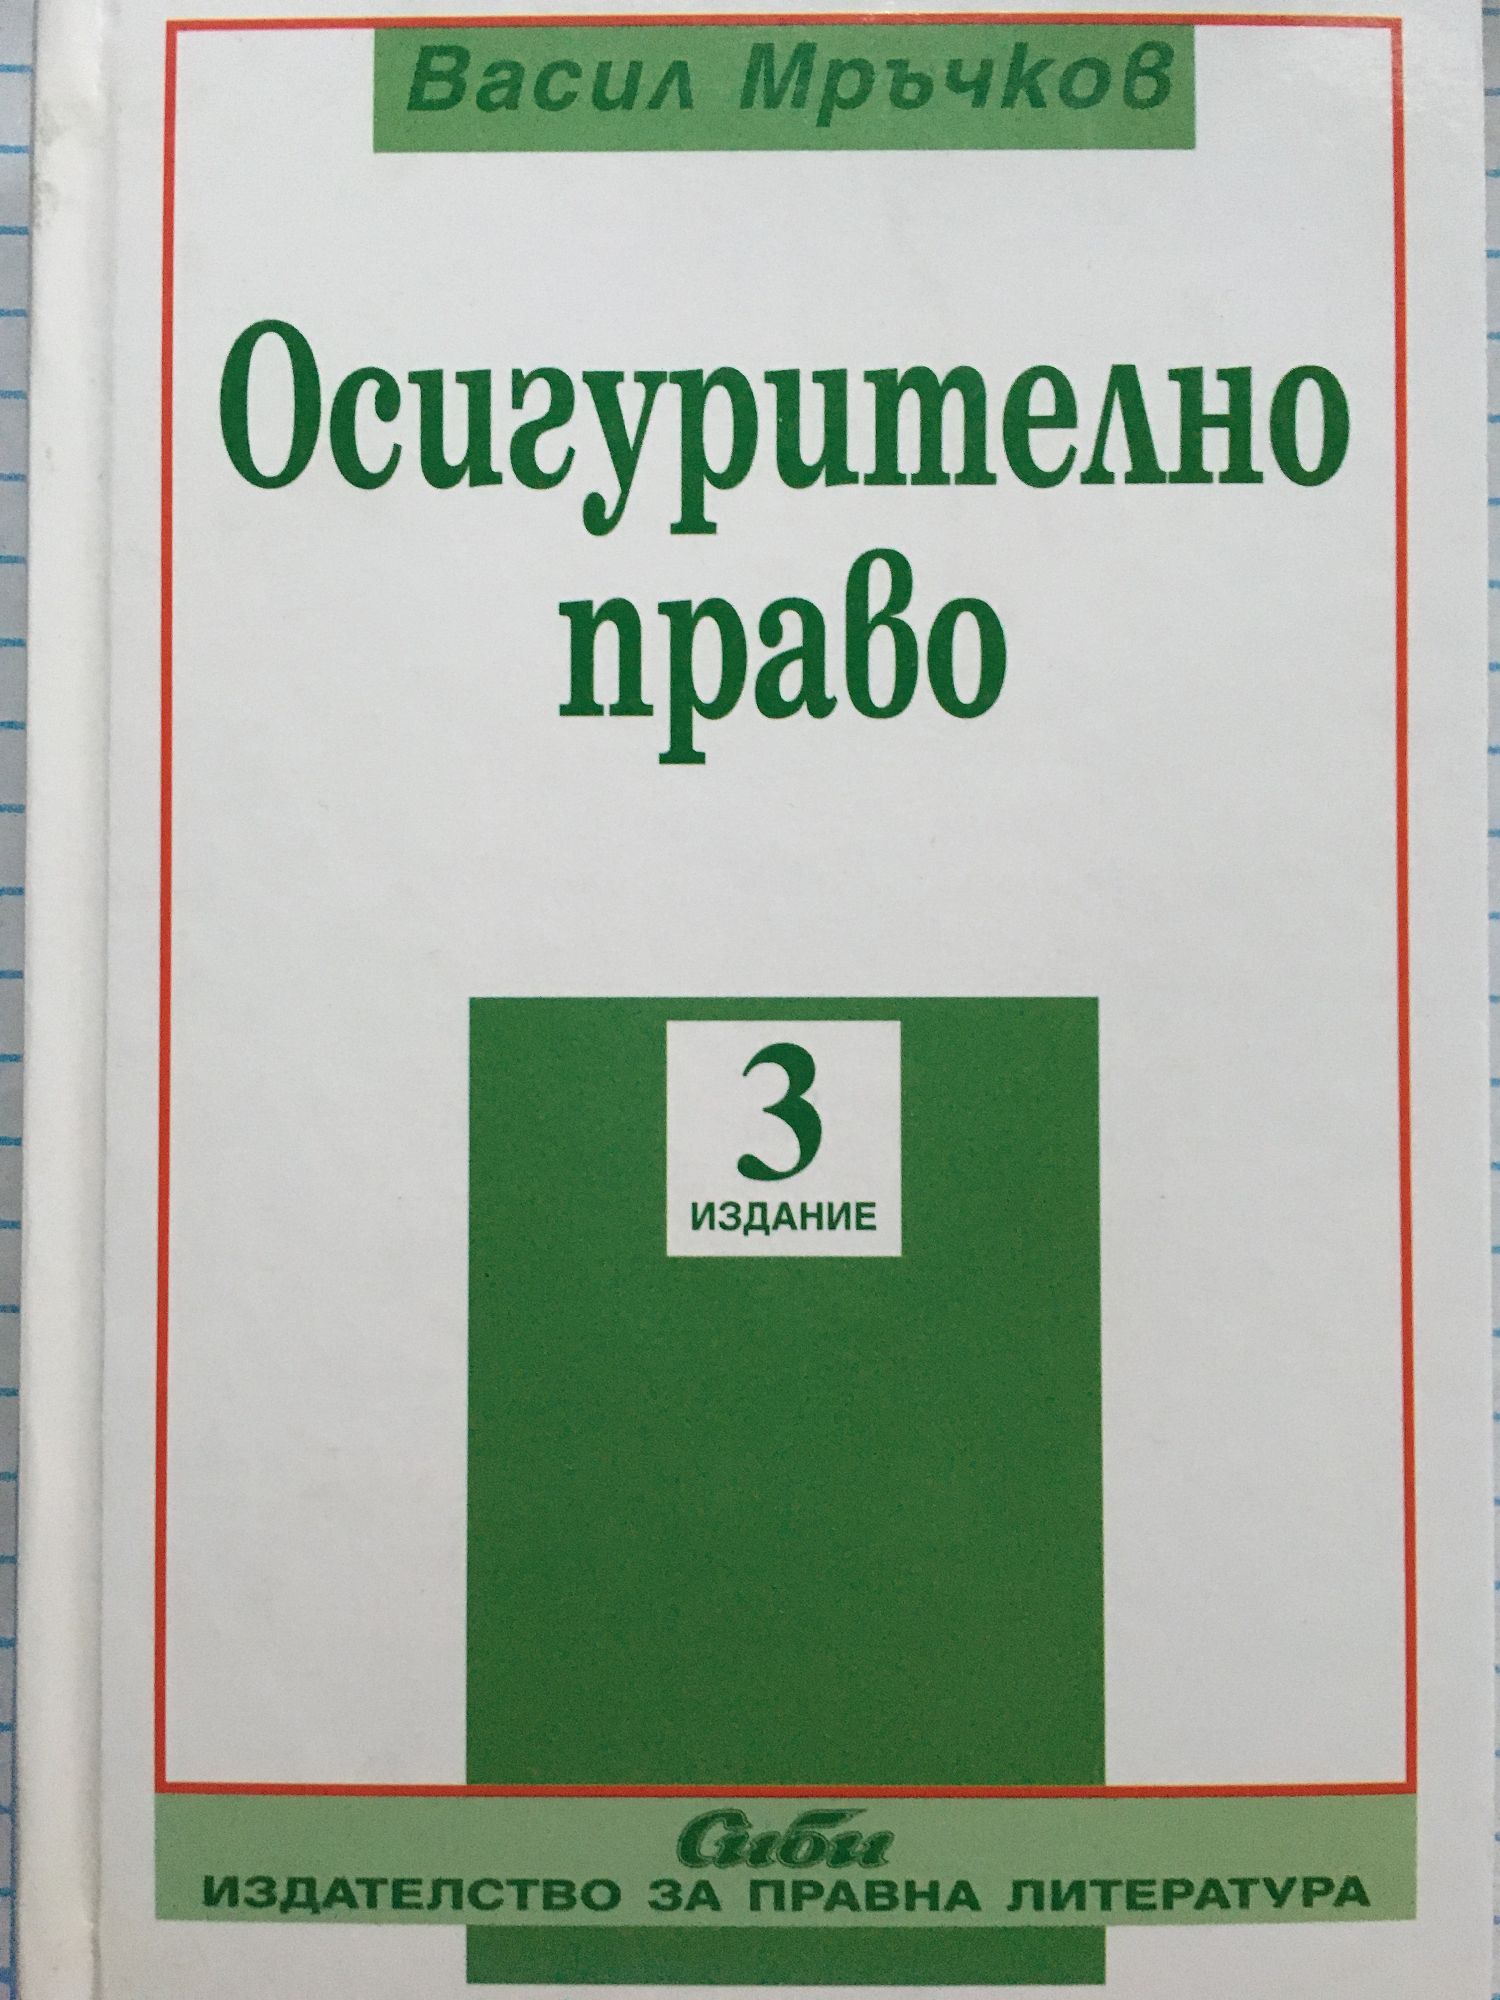 Васил Мръчков
Осигурително
право
3
ИЗДАНИЕ
Сиби
ИЗДАТЕЛСТВО ЗА ПРАВНА ЛИТЕРАТУРА